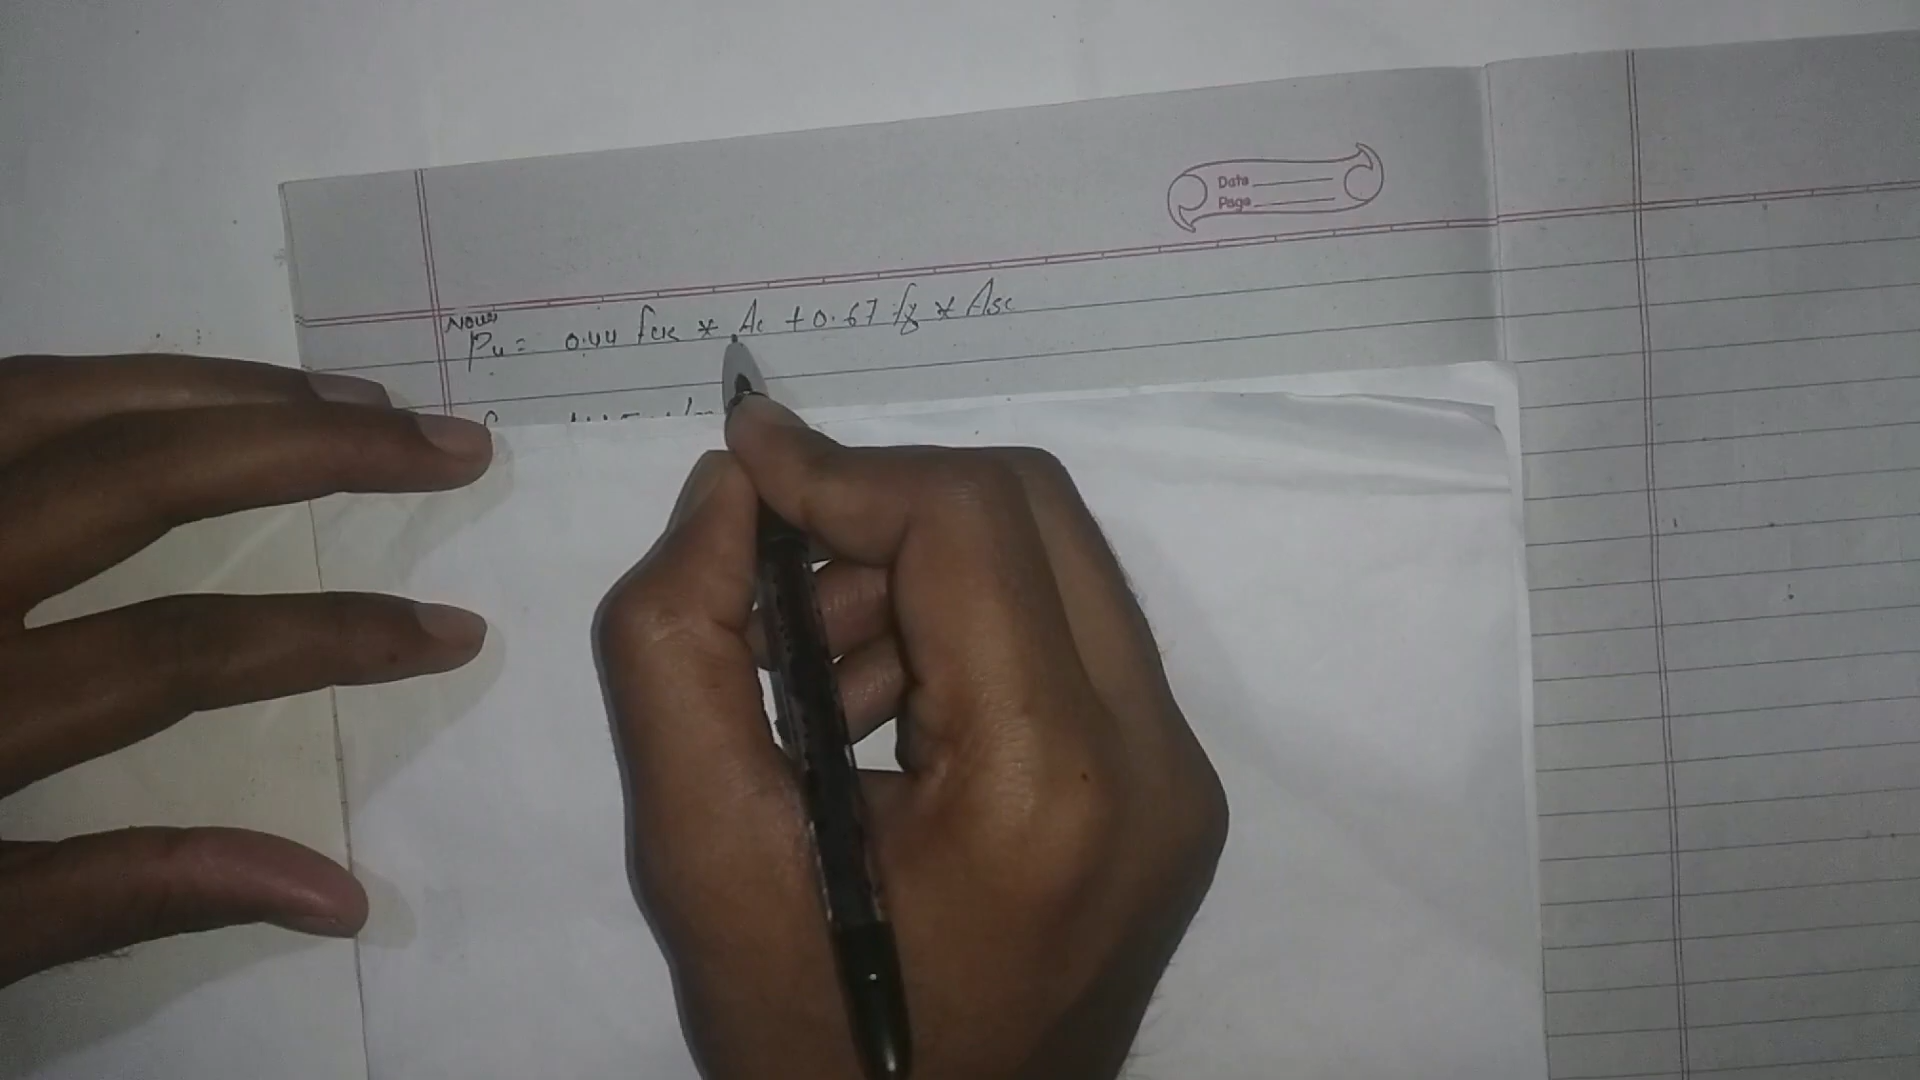 Date
Page
Now
Pu = 0.44 fck * Ac + 0.67 fy * Asc